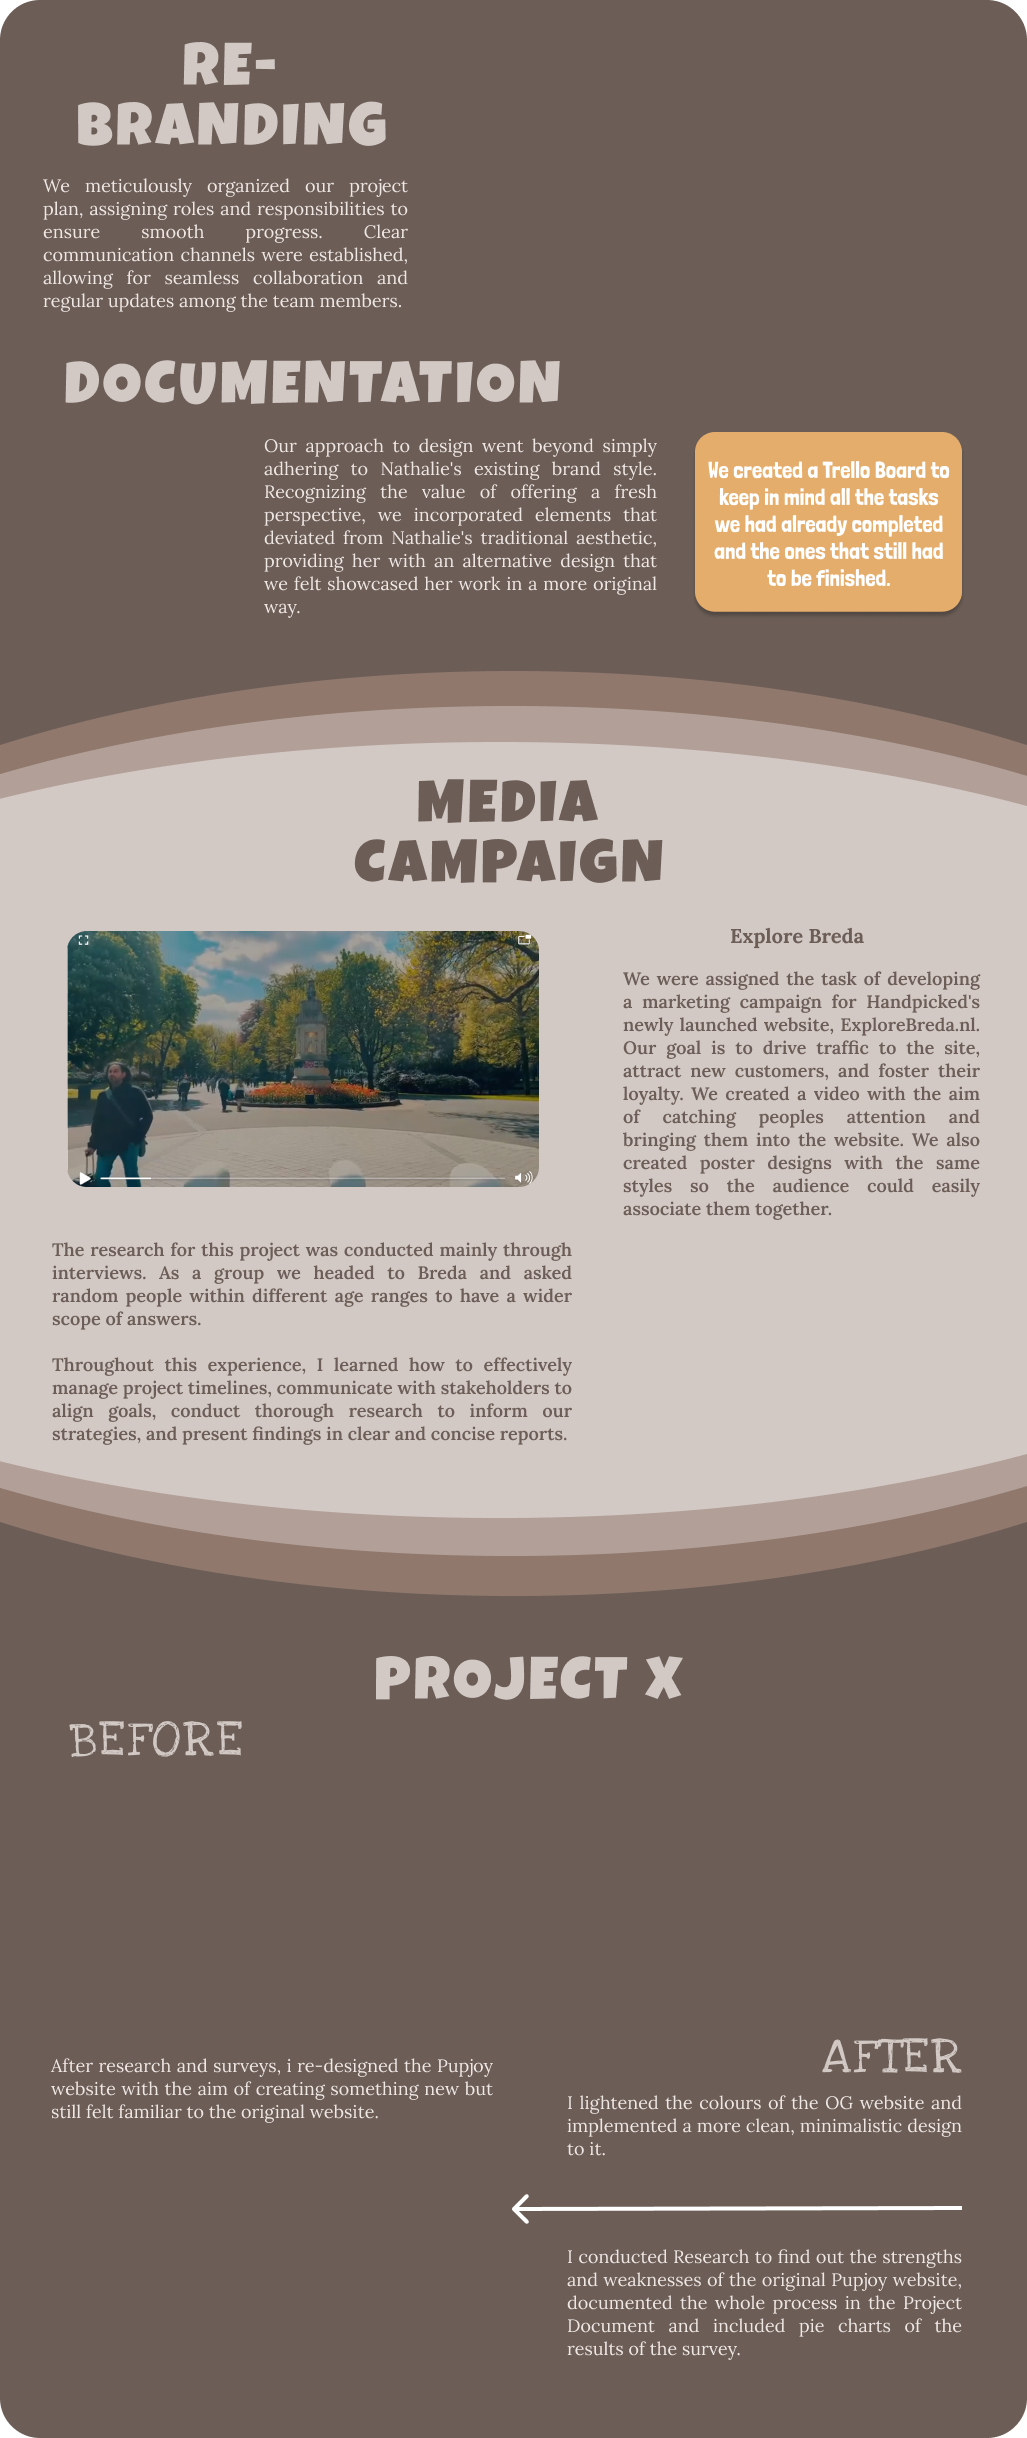 RE-
BRANDING
We meticulously organized our project
plan, assigning roles and responsibilities to
ensure smooth progress. Clear
communication channels were established,
allowing for seamless collaboration and
regular updates among the team members.
DOCUMENTATION
Our approach to design went beyond simply
adhering to Nathalie's existing brand style.
Recognizing the value of offering a fresh
perspective, we incorporated elements that
deviated from Nathalie's traditional aesthetic,
providing her with an alternative design that
we felt showcased her work in a more original
way.
We created a Trello Board to
keep in mind all the tasks
we had already completed
and the ones that still had
to be finished.
MEDIA
CAMPAIGN
Explore Breda
We were assigned the task of developing
a marketing campaign for Handpicked's
newly launched website, ExploreBreda.nl.
Our goal is to drive traffic to the site,
attract new customers, and foster their
loyalty. We created a video with the aim
of catching peoples attention and
bringing them into the website. We also
created poster designs with the same
styles so the audience could easily
associate them together.
The research for this project was conducted mainly through
interviews. As a group we headed to Breda and asked
random people within different age ranges to have a wider
scope of answers.
Throughout this experience, I learned how to effectively
manage project timelines, communicate with stakeholders to
align goals, conduct thorough research to inform our
strategies, and present findings in clear and concise reports.
PROJECT X
BEFORE
After research and surveys, i re-designed the Pupjoy
website with the aim of creating something new but
still felt familiar to the original website.
AFTER
I lightened the colours of the OG website and
implemented a more clean, minimalistic design
to it.
I conducted Research to find out the strengths
and weaknesses of the original Pupjoy website,
documented the whole process in the Project
Document and included pie charts of the
results of the survey.